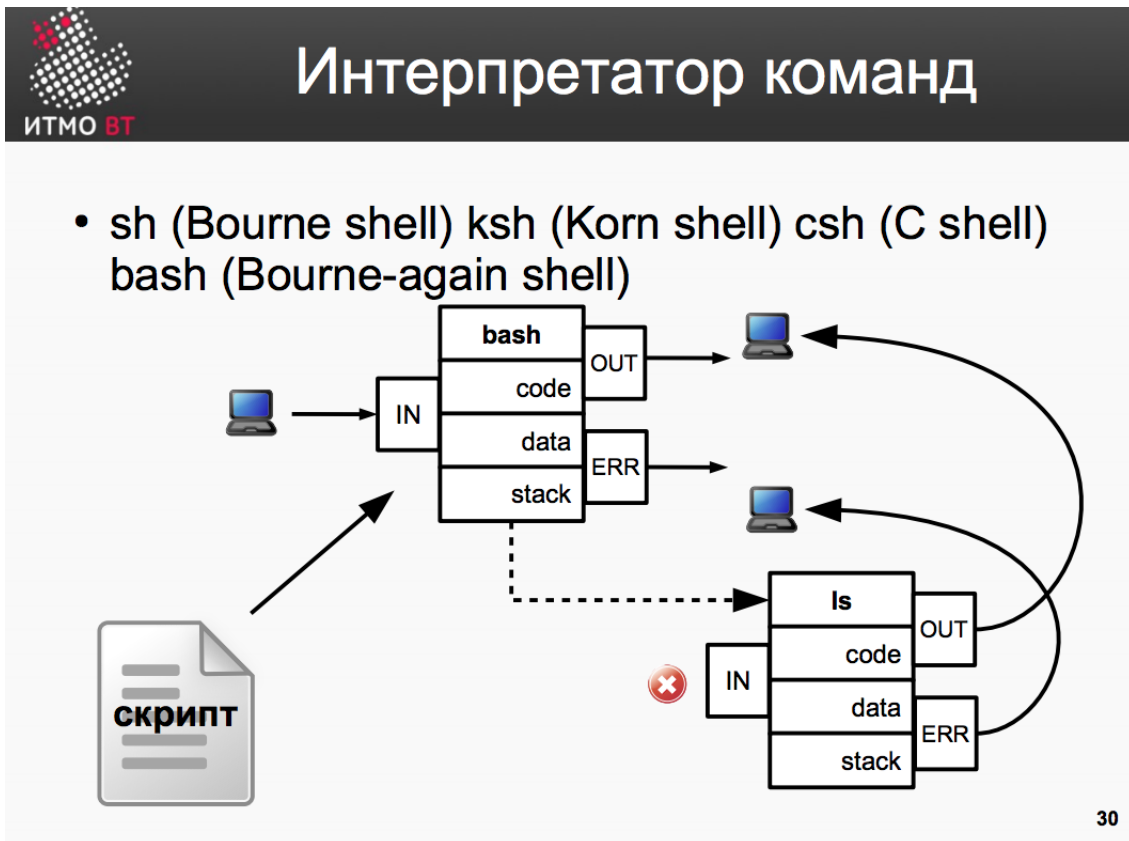 ИТМО ВТ
Интерпретатор команд
• sh (Bourne shell) ksh (Korn shell) csh (C shell)
bash (Bourne-again shell)
bash
OUT
code
IN
data
ERR
stack
ls
OUT
code
IN
data
ERR
stack
скрипт
30